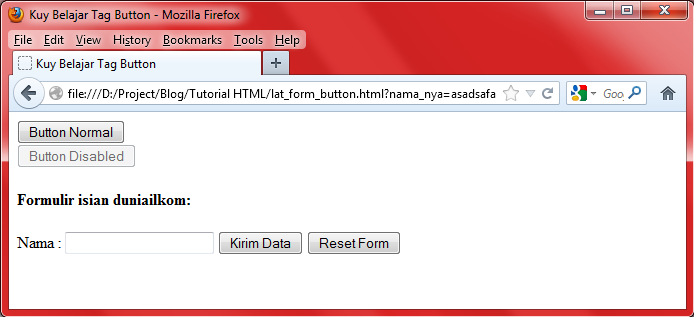 Kuy Belajar Tag Button - Mozilla Firefox
File Edit View History Bookmarks Tools Help
Kuy Belajar Tag Button +
file:///D:/Project/Blog/Tutorial HTML/lat_form_button.html?nama_nya=asadsafa Goo
Button Normal
Button Disabled
Formulir isian duniailkom:
Nama : Kirim Data Reset Form